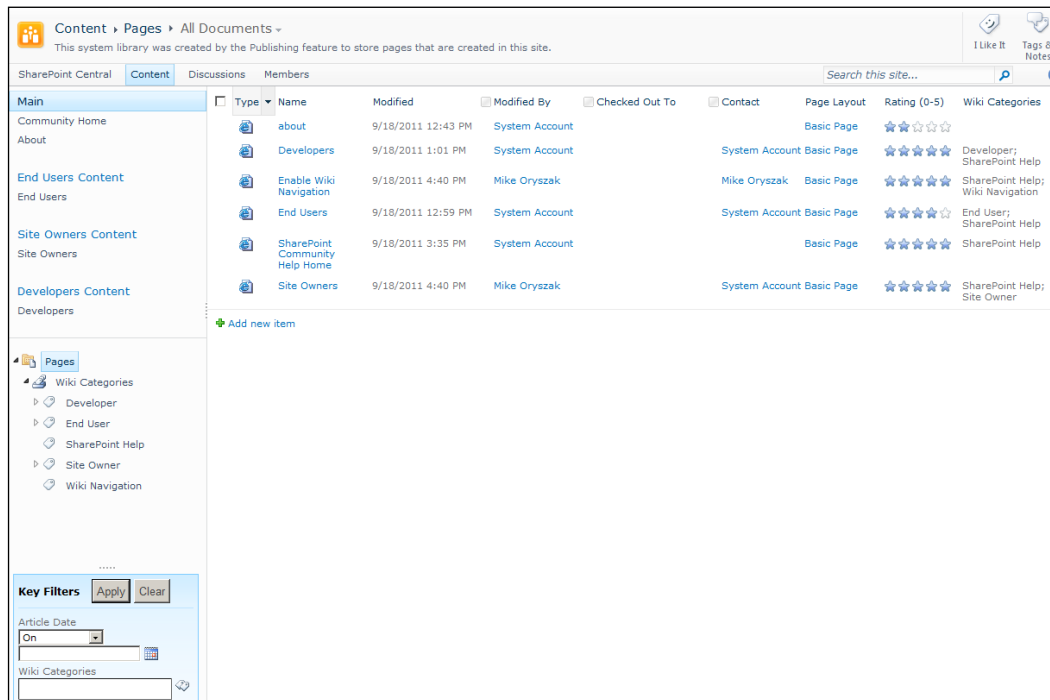 Content ▸ Pages ▸ All Documents
This system library was created by the Publishing feature to store pages that are created in this site.
I Like It
Tags &
Notes
SharePoint Central Content Discussions Members
Search this site...
Main
Community Home
About
End Users Content
End Users
Site Owners Content
Site Owners
Developers Content
Developers
Pages
Wiki Categories
Developer
End User
SharePoint Help
Site Owner
Wiki Navigation
Key Filters Apply Clear
Article Date
On
Wiki Categories
Type Name Modified Modified By Checked Out To Contact Page Layout Rating (0-5) Wiki Categories
about 9/18/2011 12:43 PM System Account Basic Page
Developers 9/18/2011 1:01 PM System Account System Account Basic Page Developer;
SharePoint Help
Enable Wiki 9/18/2011 4:40 PM Mike Oryszak Mike Oryszak Basic Page SharePoint Help;
Navigation Wiki Navigation
End Users 9/18/2011 12:59 PM System Account System Account Basic Page End User;
SharePoint Help
SharePoint 9/18/2011 3:35 PM System Account Basic Page SharePoint Help
Community
Help Home
Site Owners 9/18/2011 4:40 PM Mike Oryszak System Account Basic Page SharePoint Help;
Site Owner
Add new item